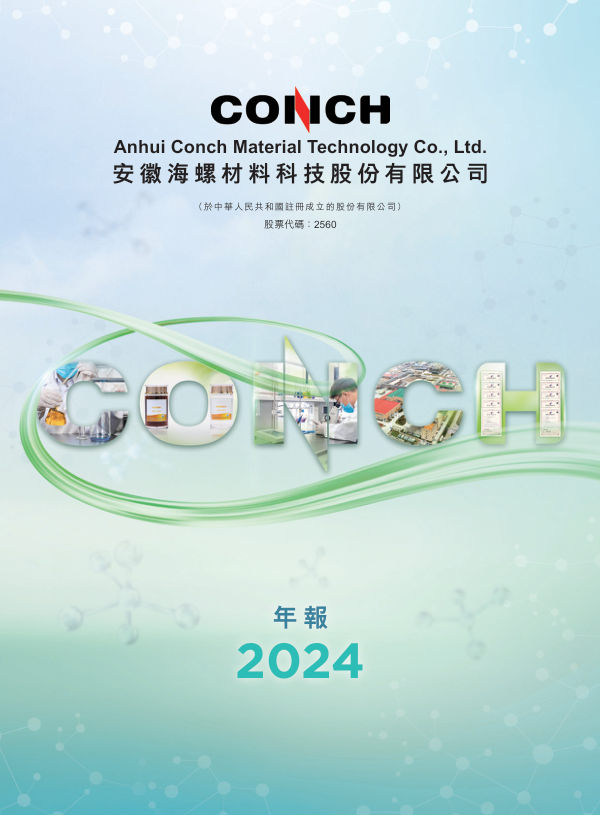 CONCH
Anhui Conch Material Technology Co., Ltd.
安徽海螺材料科技股份有限公司
（於中華人民共和國註冊成立的股份有限公司）
股票代碼：2560
CONCH
年報
2024